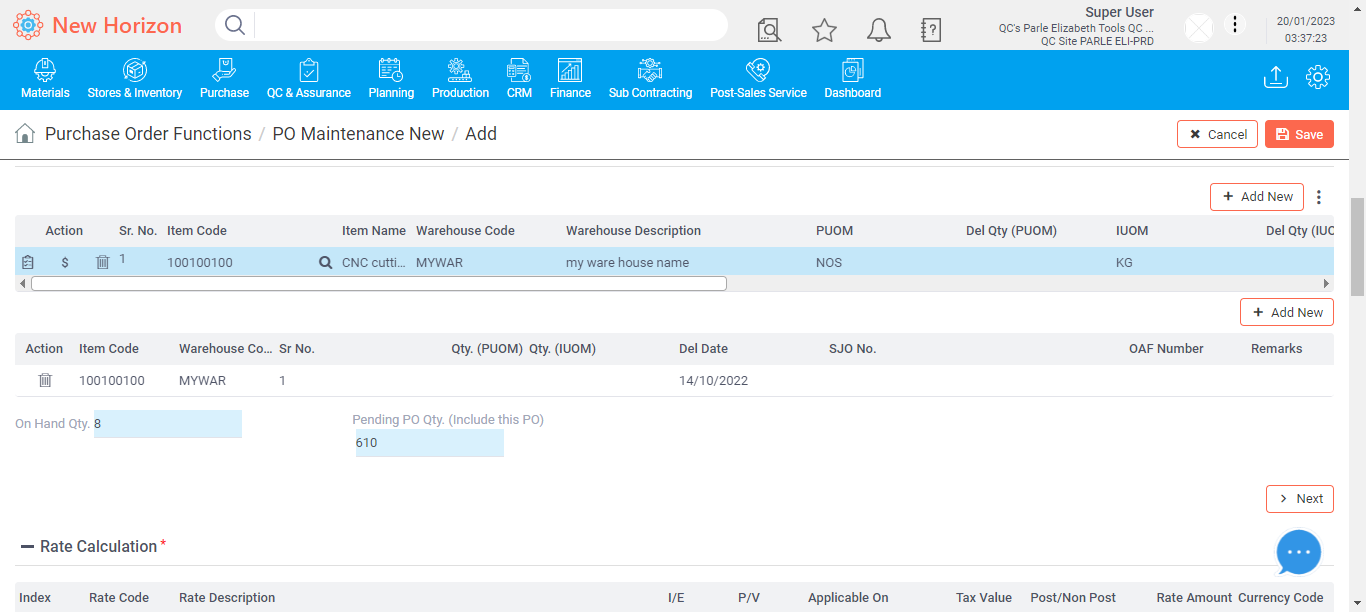 New Horizon
Super User
QC's Parle Elizabeth Tools QC ...
QC Site PARLE ELI-PRD
20/01/2023
03:37:23
Materials Stores & Inventory Purchase QC & Assurance Planning Production CRM Finance Sub Contracting Post-Sales Service Dashboard
Purchase Order Functions / PO Maintenance New / Add
Cancel Save
+ Add New
Action Sr. No. Item Code Item Name Warehouse Code Warehouse Description PUOM Del Qty (PUOM) IUOM Del Qty (IUO
$ 1 100100100 CNC cutti... MYWAR my ware house name NOS KG
+ Add New
Action Item Code Warehouse Co... Sr No. Qty. (PUOM) Qty. (IUOM) Del Date SJO No. OAF Number Remarks
100100100 MYWAR 1 14/10/2022
On Hand Qty. 8
Pending PO Qty. (Include this PO)
610
> Next
Rate Calculation *
Index Rate Code Rate Description I/E P/V Applicable On Tax Value Post/Non Post Rate Amount Currency Code